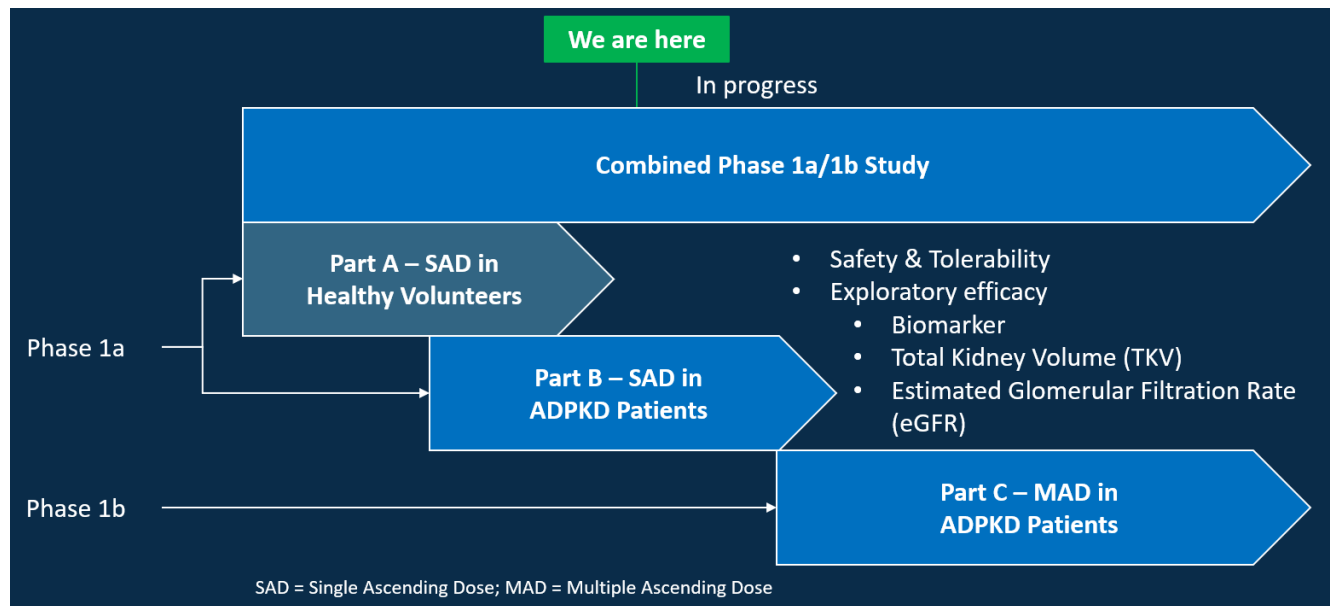 We are here
In progress
Combined Phase 1a/1b Study
Part A – SAD in
Healthy Volunteers
• Safety & Tolerability
• Exploratory efficacy
• Biomarker
• Total Kidney Volume (TKV)
• Estimated Glomerular Filtration Rate
(eGFR)
Phase 1a
Part B – SAD in
ADPKD Patients
Phase 1b
Part C – MAD in
ADPKD Patients
SAD = Single Ascending Dose; MAD = Multiple Ascending Dose